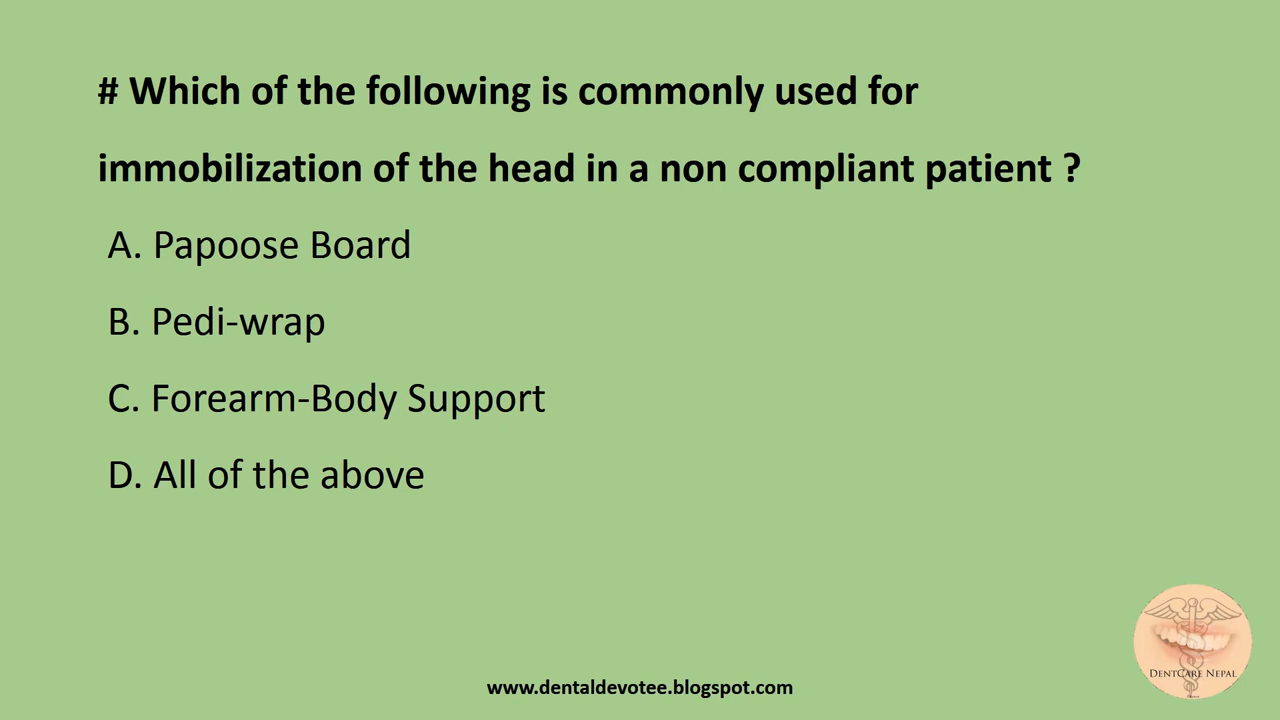 # Which of the following is commonly used for
immobilization of the head in a non compliant patient ?
A. Papoose Board
B. Pedi-wrap
C. Forearm-Body Support
D. All of the above
DENTCARE NEPAL
www.dentaldevotee.blogspot.com